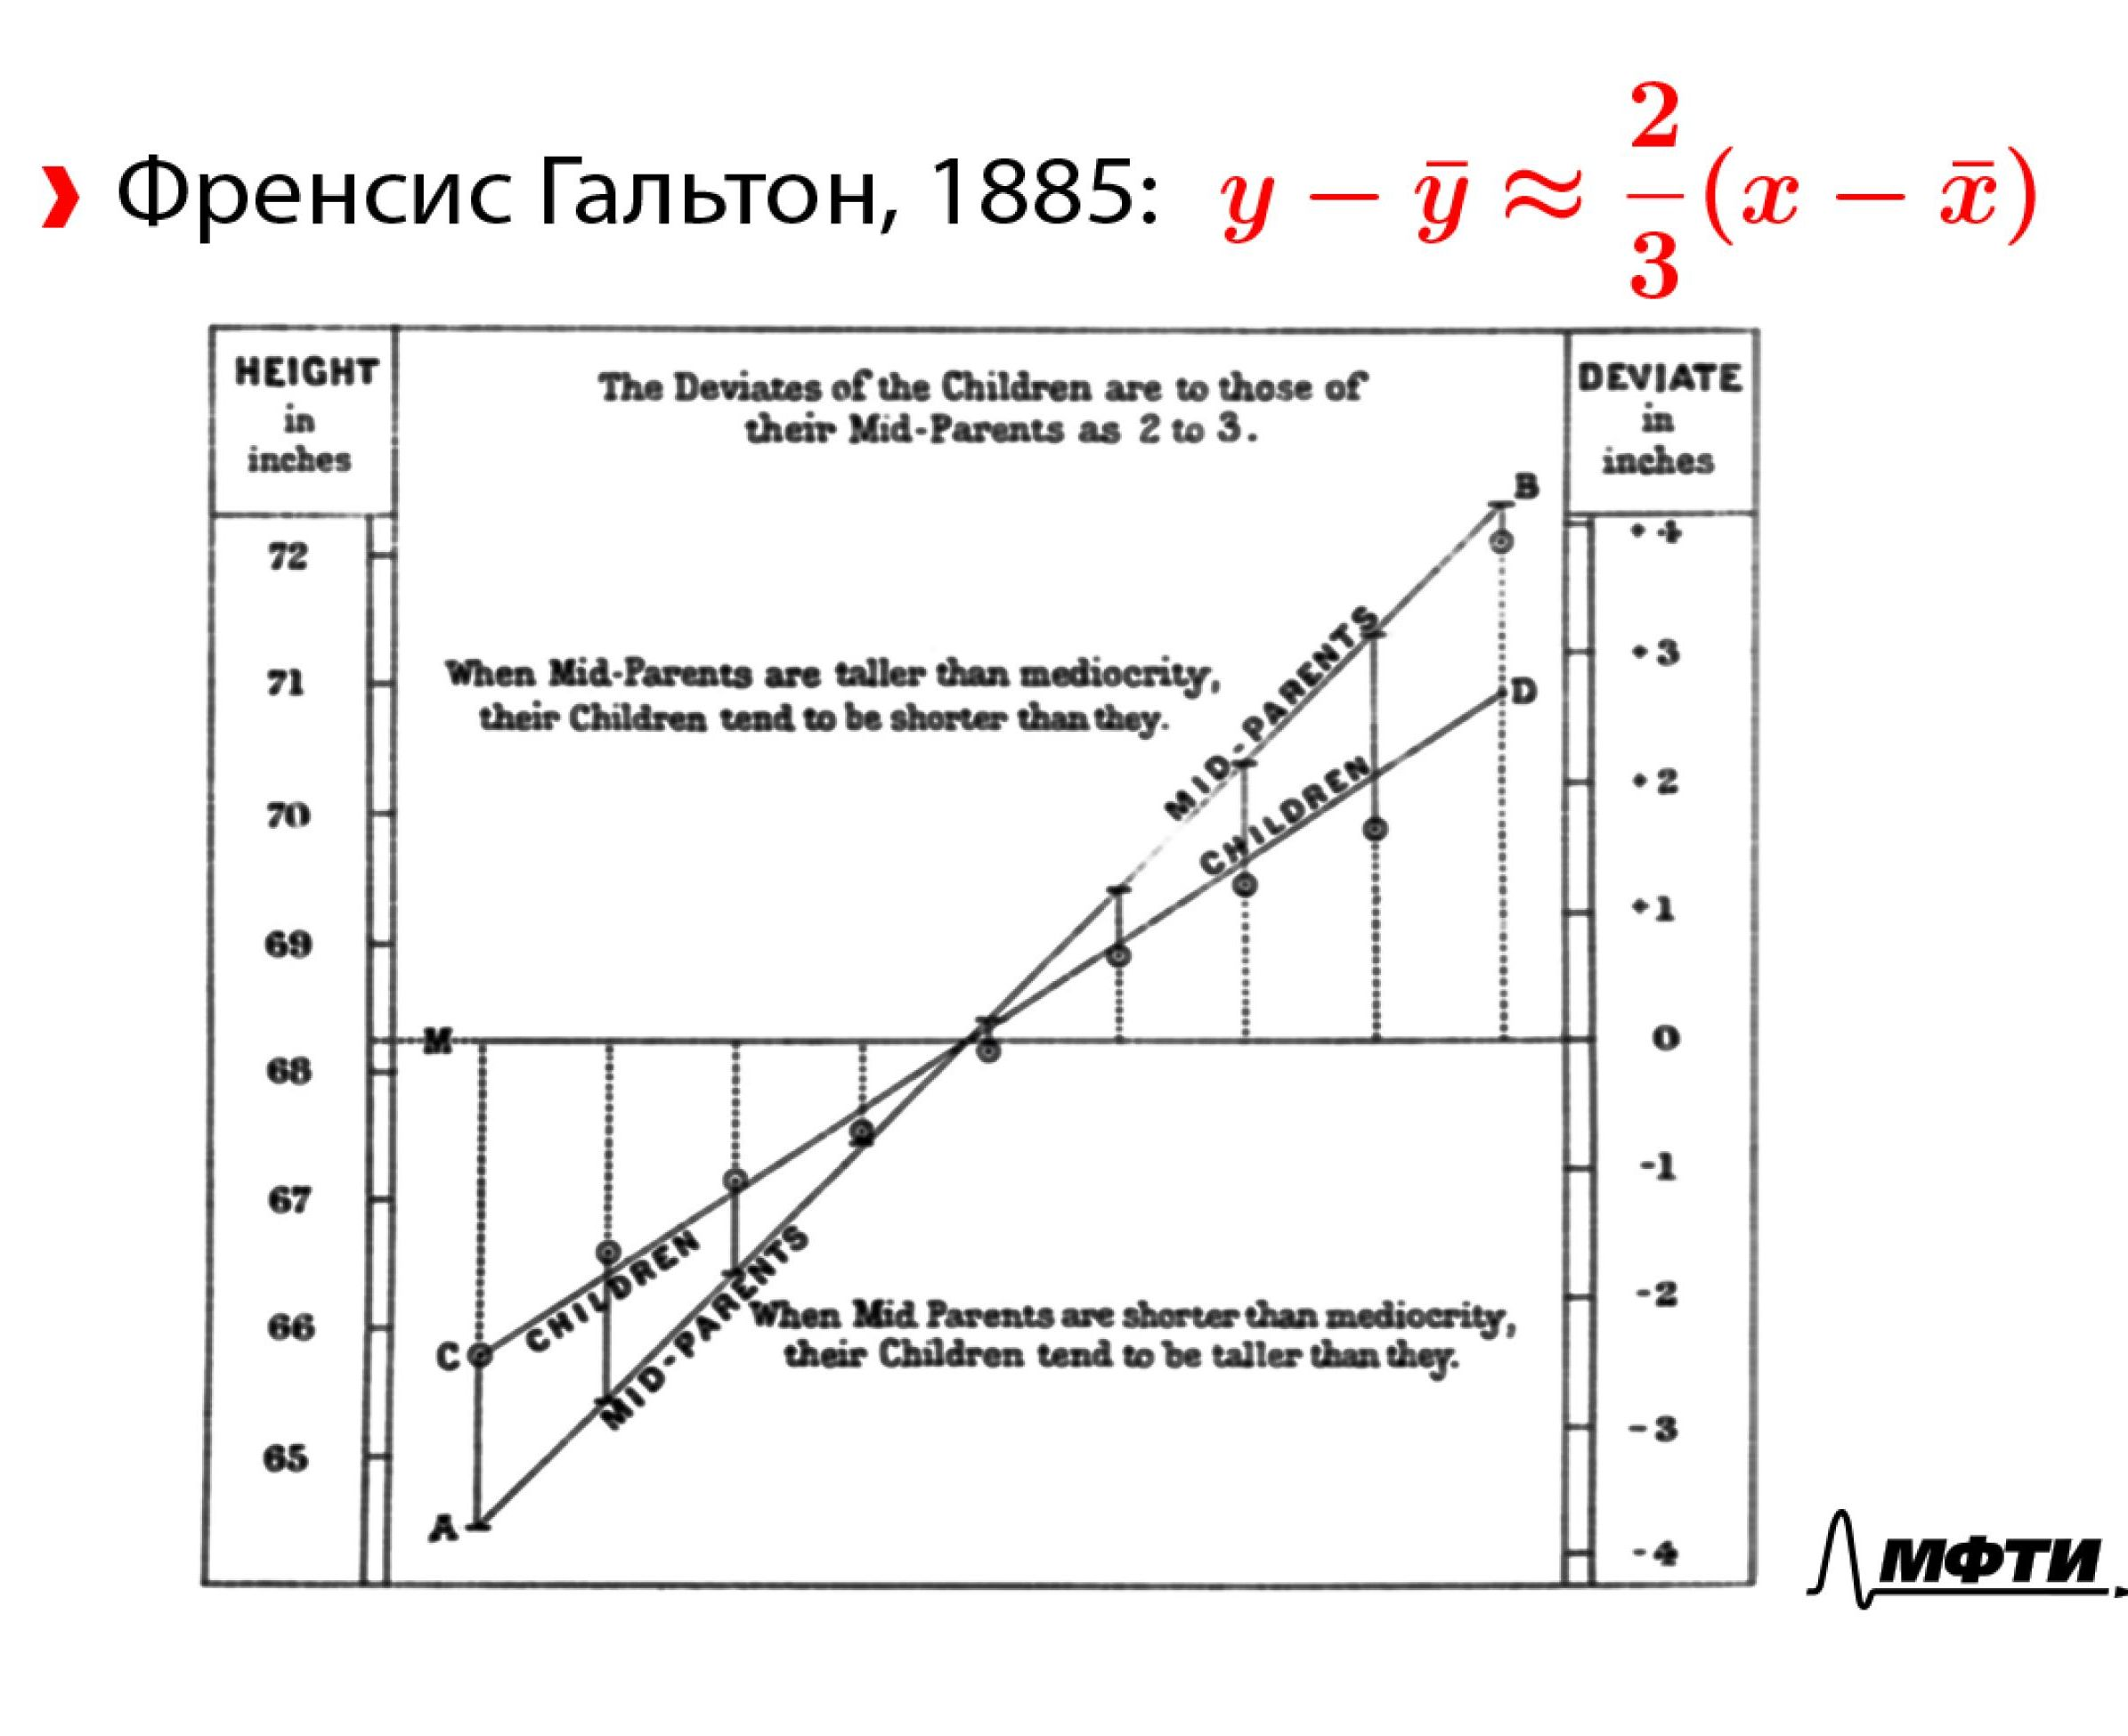 Френсис Гальтон, 1885: y − ȳ ≈ 2/3 (x − x̄)
HEIGHT
in
inches
The Deviates of the Children are to those of
their Mid-Parents as 2 to 3.
DEVIATE
in
inches
B
72
+4
When Mid-Parents are taller than mediocrity,
their Children tend to be shorter than they.
MID-PARENTS
71
+3
D
CHILDREN
70
+2
69
+1
M
0
68
67
-1
CHILDREN
MID-PARENTS
66
-2
When Mid Parents are shorter than mediocrity,
their Children tend to be taller than they.
C
65
-3
A
-4
МФТИ